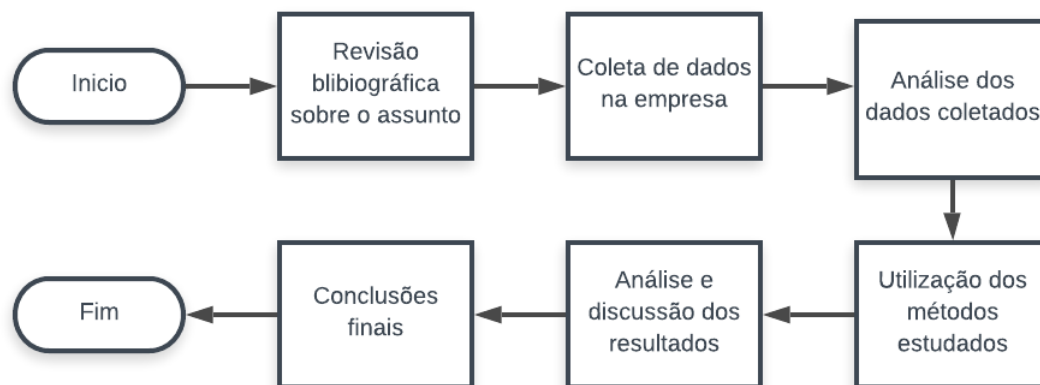 Inicio
Revisão
blibiográfica
sobre o assunto
Coleta de dados
na empresa
Análise dos
dados coletados
Utilização dos
métodos
estudados
Análise e
discussão dos
resultados
Conclusões
finais
Fim